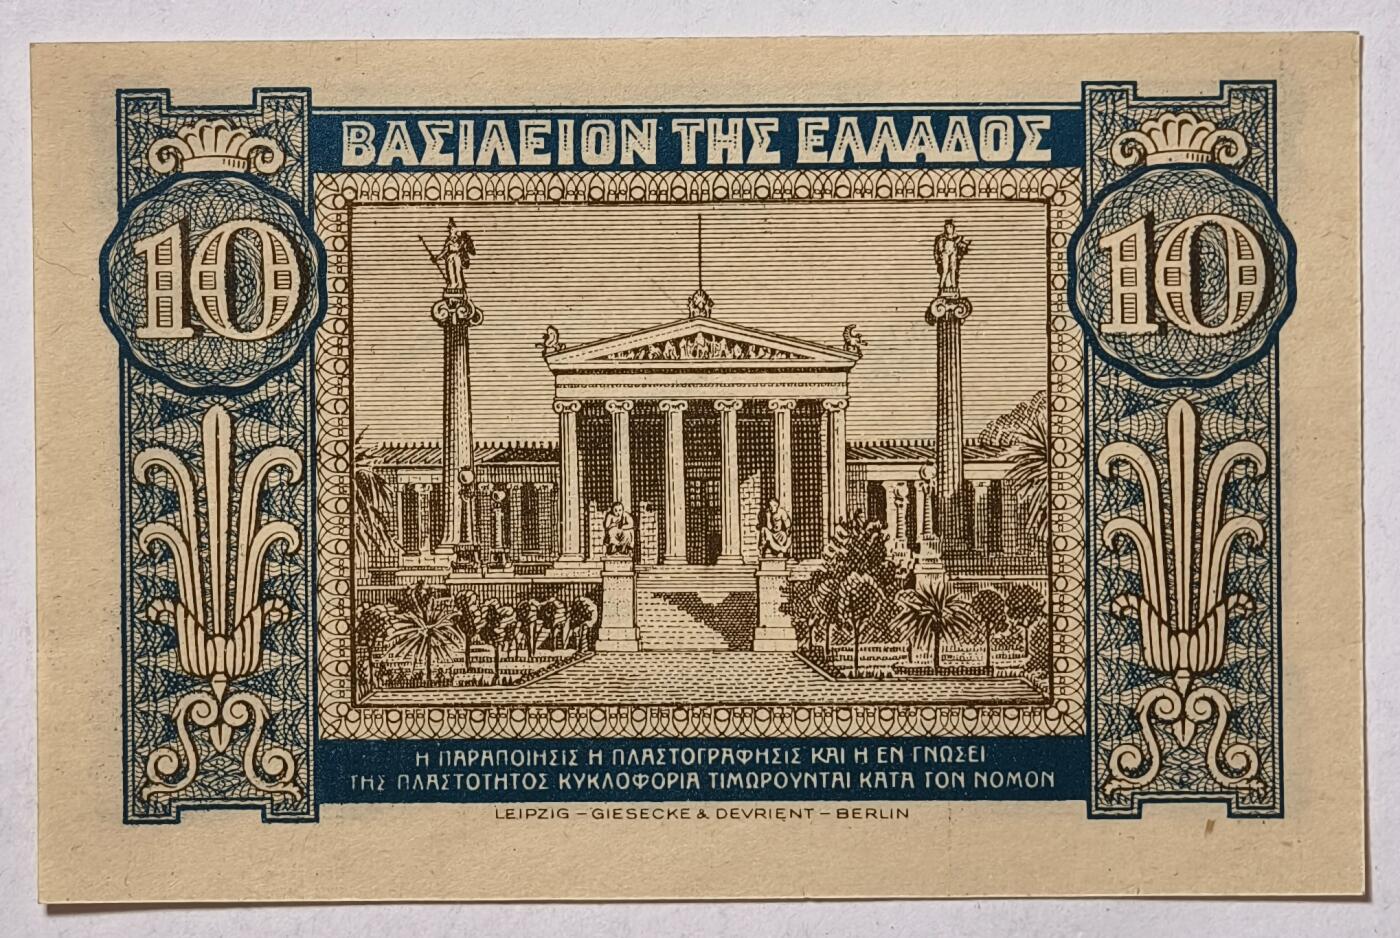 ΒΑΣΙΛΕΙΟΝ ΤΗΣ ΕΛΛΑΔΟΣ
10
10
Η ΠΑΡΑΠΟΙΗΣΙΣ Η ΠΛΑΣΤΟΓΡΑΦΗΣΙΣ ΚΑΙ Η ΕΝ ΓΝΩΣΕΙ
ΤΗΣ ΠΛΑΣΤΟΤΗΤΟΣ ΚΥΚΛΟΦΟΡΙΑ ΤΙΜΩΡΟΥΝΤΑΙ ΚΑΤΑ ΤΟΝ ΝΟΜΟΝ
LEIPZIG – GIESECKE & DEVRIENT – BERLIN